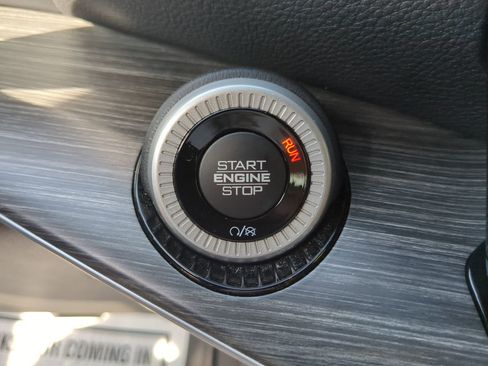 RUN
START
ENGINE
STOP
COMING IN